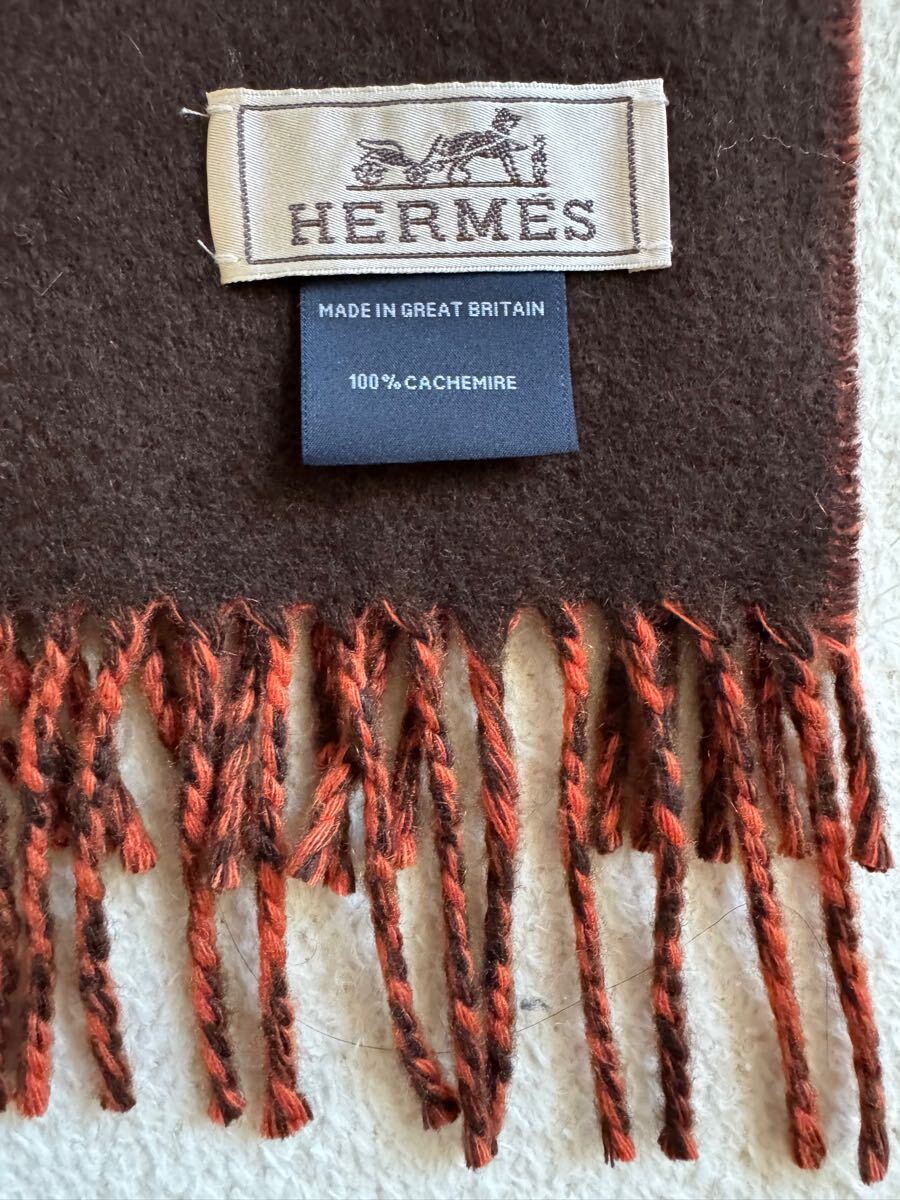 HERMÈS
MADE IN GREAT BRITAIN
100% CACHEMIRE